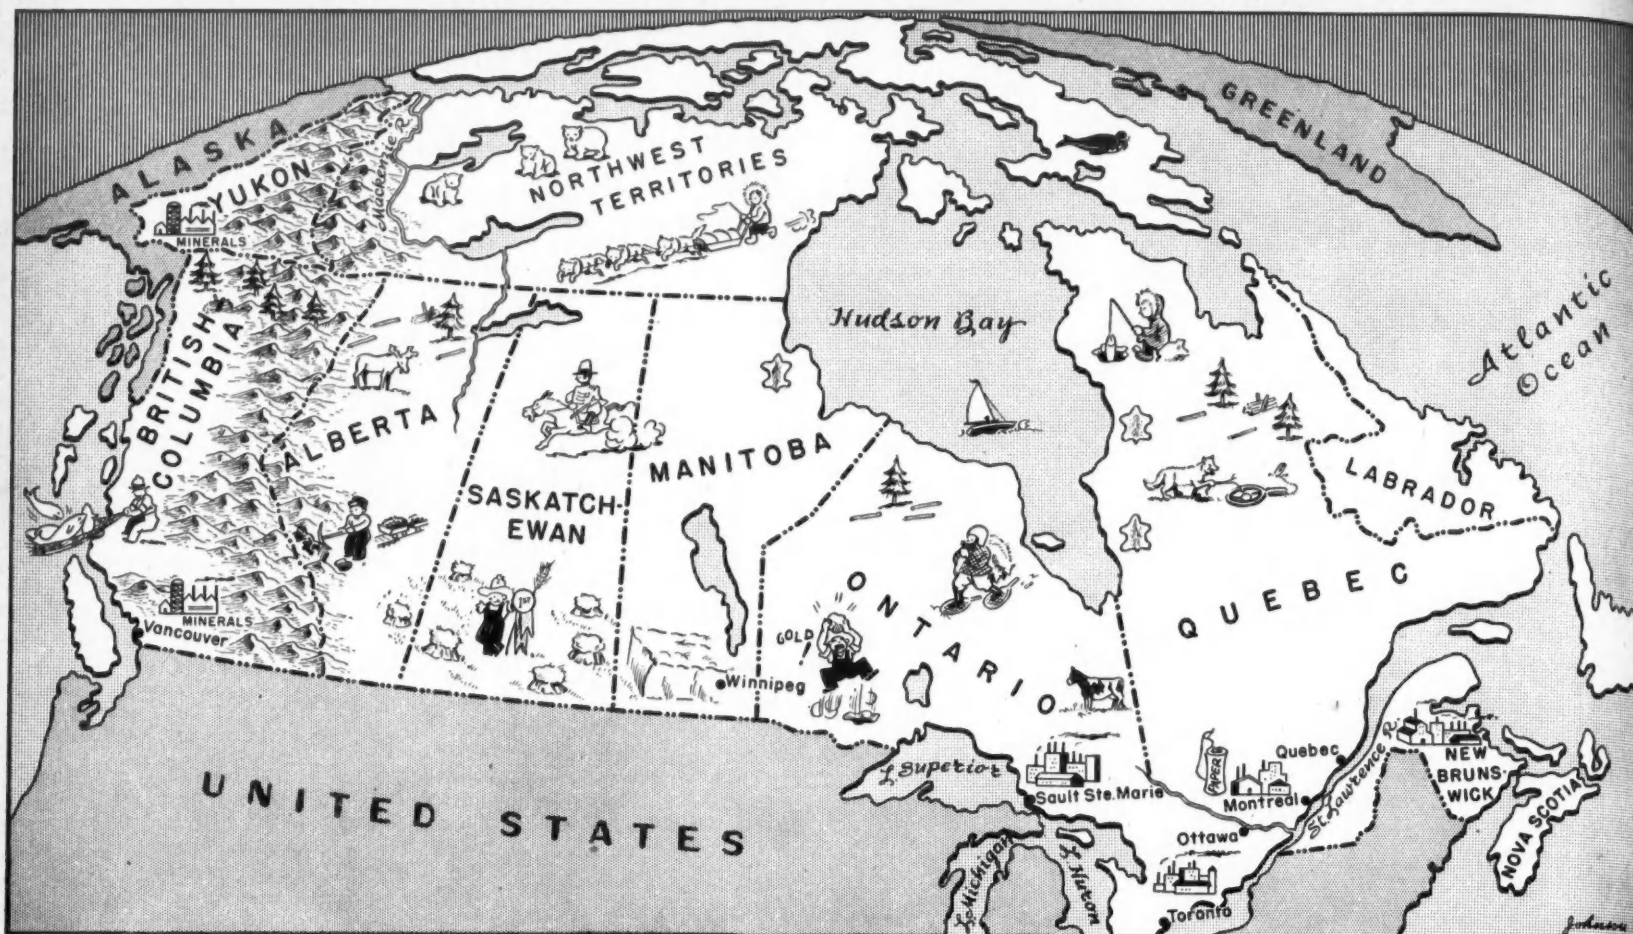 GREENLAND
ALASKA
YUKON
Mackenzie R.
NORTHWEST
TERRITORIES
MINERALS
Hudson Bay
Atlantic
Ocean
BRITISH
COLUMBIA
ALBERTA
SASKATCH-
EWAN
MANITOBA
LABRADOR
1ST
ONTARIO
QUEBEC
MINERALS
Vancouver
GOLD
Winnipeg
UNITED STATES
L. Superior
Sault Ste. Marie
PAPER
Quebec
Montreal
Ottawa
St. Lawrence R.
NEW
BRUNS-
WICK
NOVA SCOTIA
L. Michigan
L. Huron
Toronto
Johnson